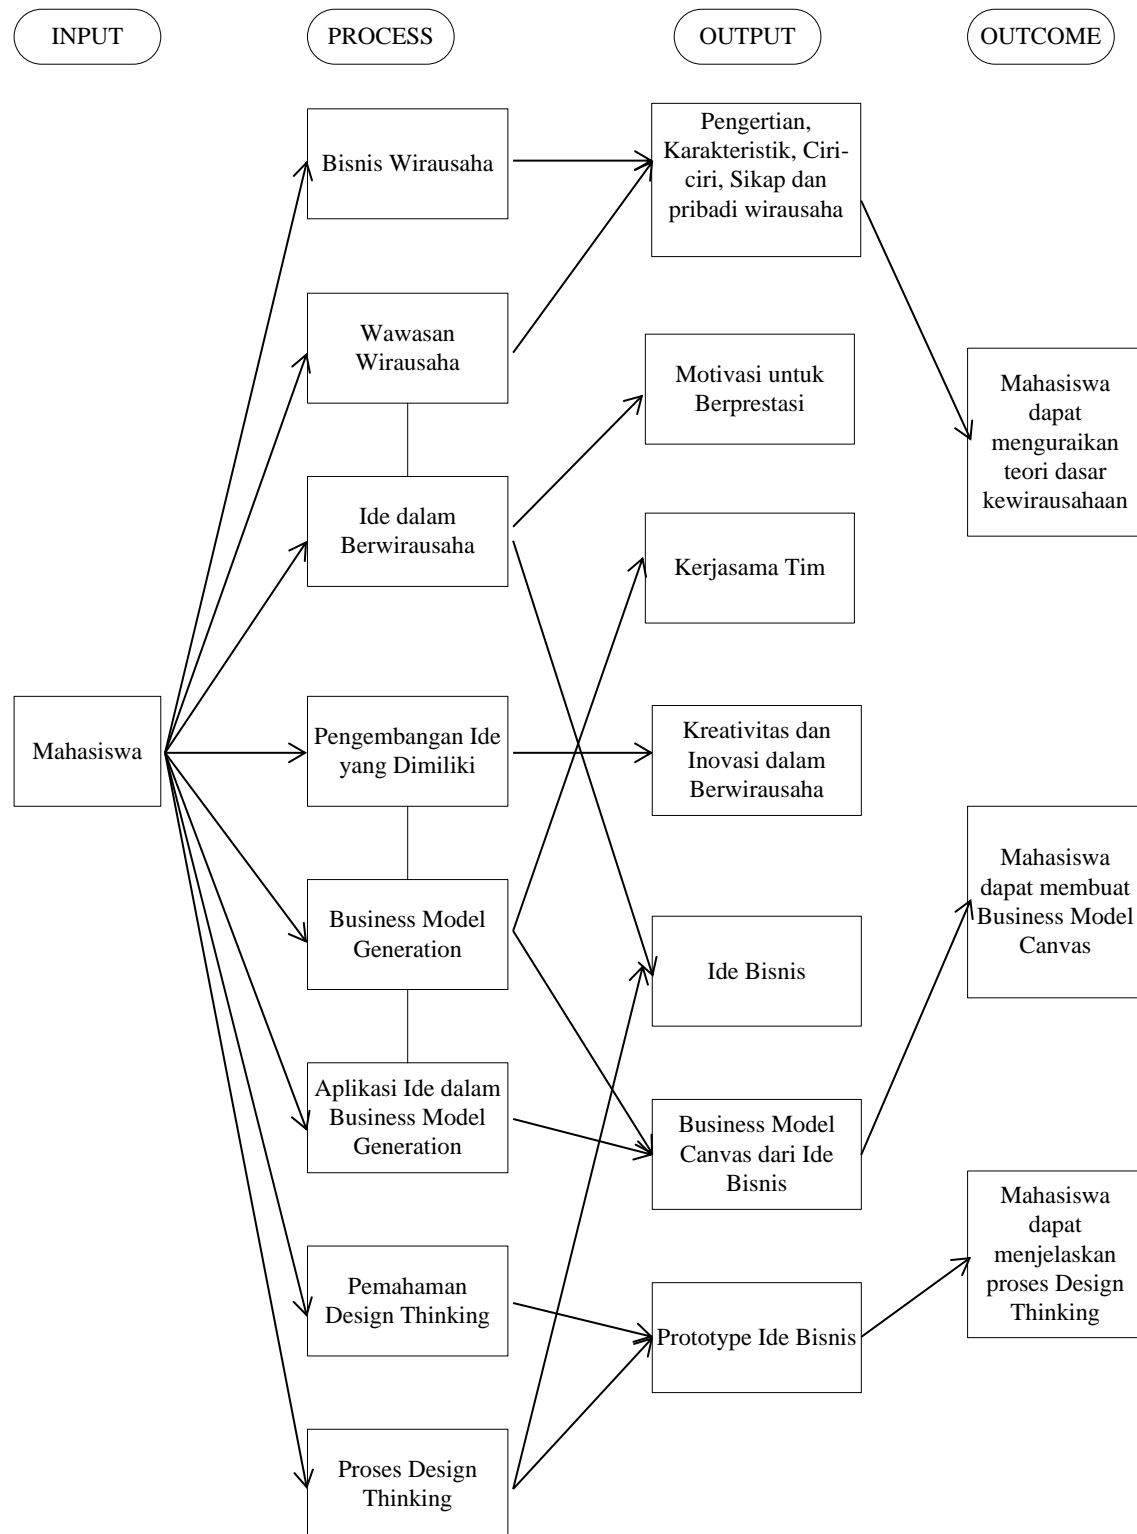 INPUT
PROCESS
OUTPUT
OUTCOME
Bisnis Wirausaha
Wawasan
Wirausaha
Ide dalam
Berwirausaha
Mahasiswa
Pengembangan Ide
yang Dimiliki
Business Model
Generation
Aplikasi Ide dalam
Business Model
Generation
Pemahaman
Design Thinking
Proses Design
Thinking
Pengertian,
Karakteristik, Ciri-
ciri, Sikap dan
pribadi wirausaha
Motivasi untuk
Berprestasi
Kerjasama Tim
Kreativitas dan
Inovasi dalam
Berwirausaha
Ide Bisnis
Business Model
Canvas dari Ide
Bisnis
Prototype Ide Bisnis
Mahasiswa
dapat
menguraikan
teori dasar
kewirausahaan
Mahasiswa
dapat membuat
Business Model
Canvas
Mahasiswa
dapat
menjelaskan
proses Design
Thinking